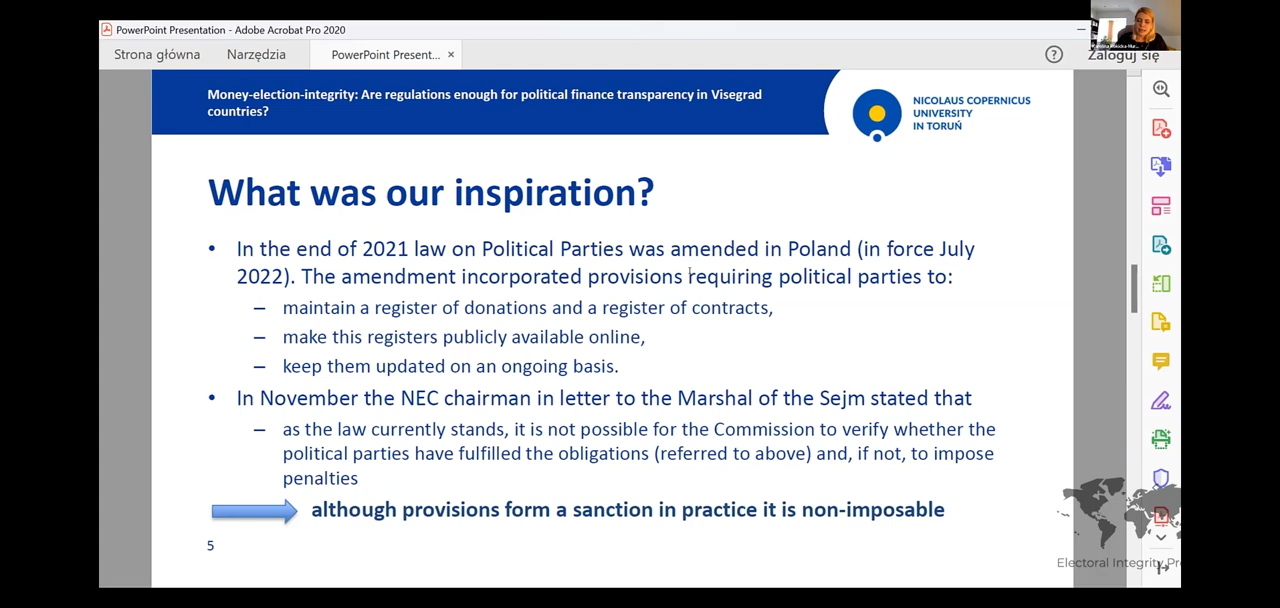 PowerPoint Presentation - Adobe Acrobat Pro 2020
Strona główna Narzędzia PowerPoint Present... × ? Zaloguj się
Money-election-integrity: Are regulations enough for political finance transparency in Visegrad
countries?
NICOLAUS COPERNICUS
UNIVERSITY
IN TORUŃ
What was our inspiration?
• In the end of 2021 law on Political Parties was amended in Poland (in force July
2022). The amendment incorporated provisions requiring political parties to:
– maintain a register of donations and a register of contracts,
– make this registers publicly available online,
– keep them updated on an ongoing basis.
• In November the NEC chairman in letter to the Marshal of the Sejm stated that
– as the law currently stands, it is not possible for the Commission to verify whether the
political parties have fulfilled the obligations (referred to above) and, if not, to impose
penalties
although provisions form a sanction in practice it is non-imposable
5
Electoral Integrity Pr